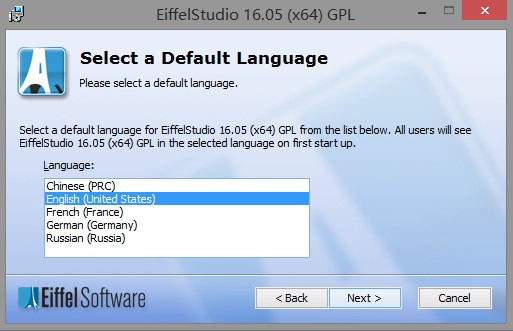 EiffelStudio 16.05 (x64) GPL
Select a Default Language
Please select a default language.
Select a default language for EiffelStudio 16.05 (x64) GPL from the list below. All users will see
EiffelStudio 16.05 (x64) GPL in the selected language on first start up.
Language:
Chinese (PRC)
English (United States)
French (France)
German (Germany)
Russian (Russia)
Eiffel Software
< Back
Next >
Cancel